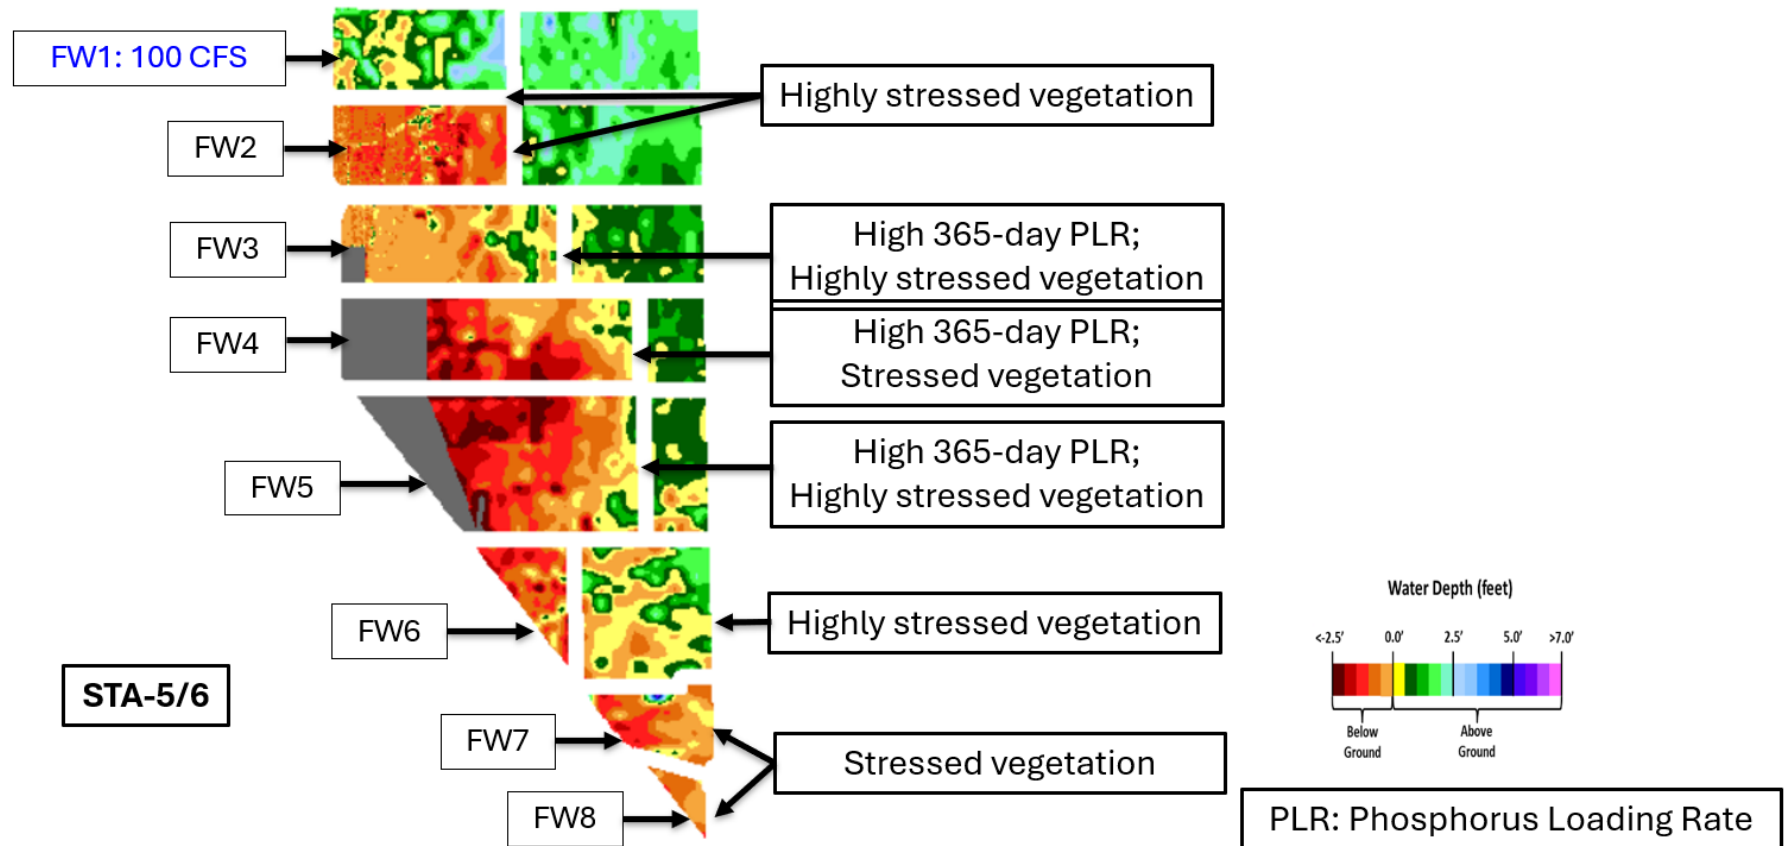 FW1: 100 CFS
Highly stressed vegetation
FW2
FW3
High 365-day PLR;
Highly stressed vegetation
FW4
High 365-day PLR;
Stressed vegetation
FW5
High 365-day PLR;
Highly stressed vegetation
FW6
Highly stressed vegetation
STA-5/6
FW7
Stressed vegetation
FW8
Water Depth (feet)
<-2.5' 0.0' 2.5' 5.0' >7.0'
Below Above
Ground Ground
PLR: Phosphorus Loading Rate